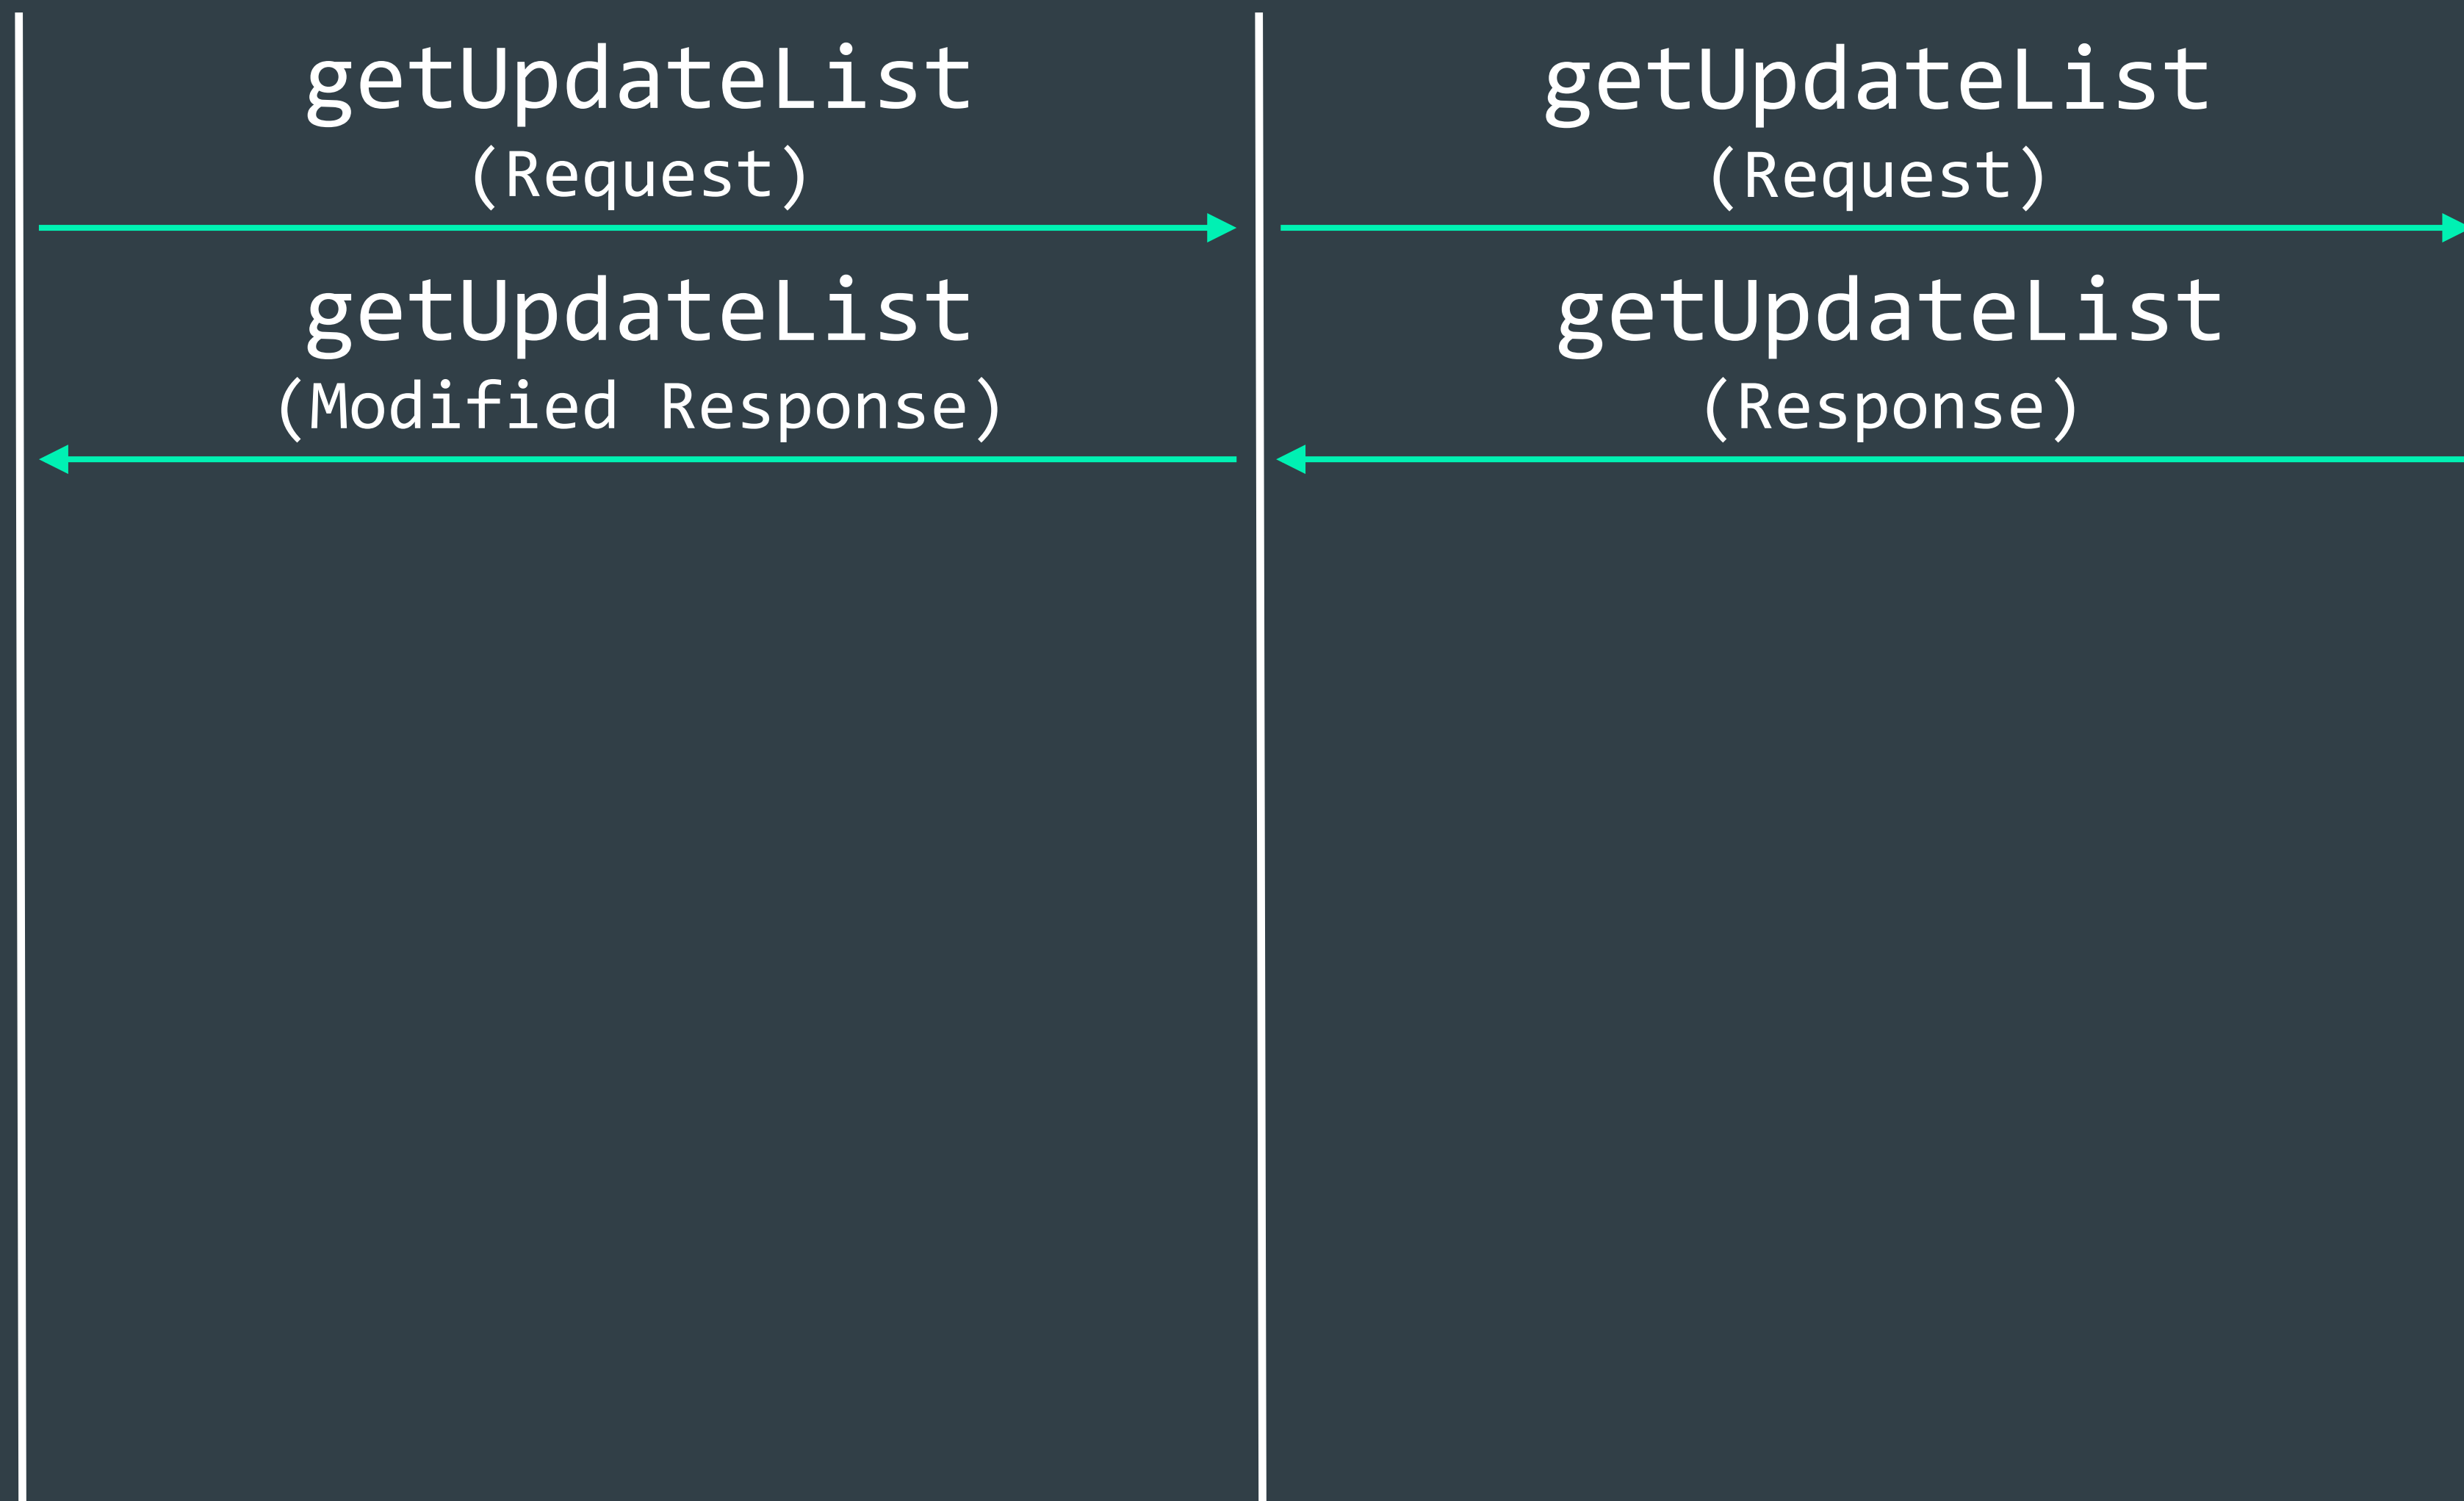 getUpdateList
(Request)
getUpdateList
(Request)
getUpdateList
(Modified Response)
getUpdateList
(Response)